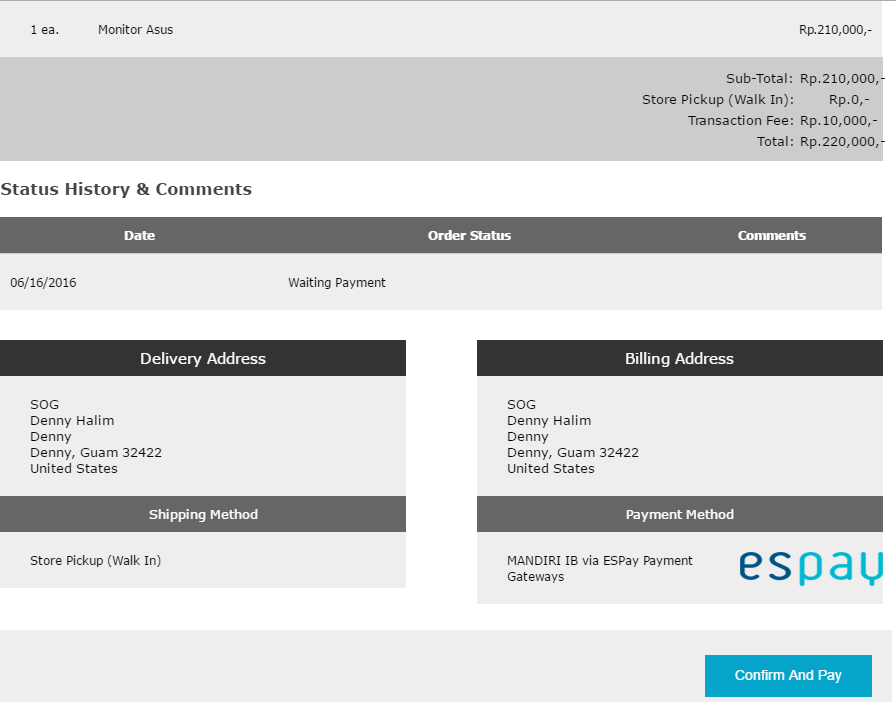 1 ea. Monitor Asus Rp.210,000,-
Sub-Total: Rp.210,000,-
Store Pickup (Walk In): Rp.0,-
Transaction Fee: Rp.10,000,-
Total: Rp.220,000,-
Status History & Comments
Date Order Status Comments
06/16/2016 Waiting Payment
Delivery Address
SOG
Denny Halim
Denny
Denny, Guam 32422
United States
Shipping Method
Store Pickup (Walk In)
Billing Address
SOG
Denny Halim
Denny
Denny, Guam 32422
United States
Payment Method
MANDIRI IB via ESPay Payment
Gateways
espay
Confirm And Pay